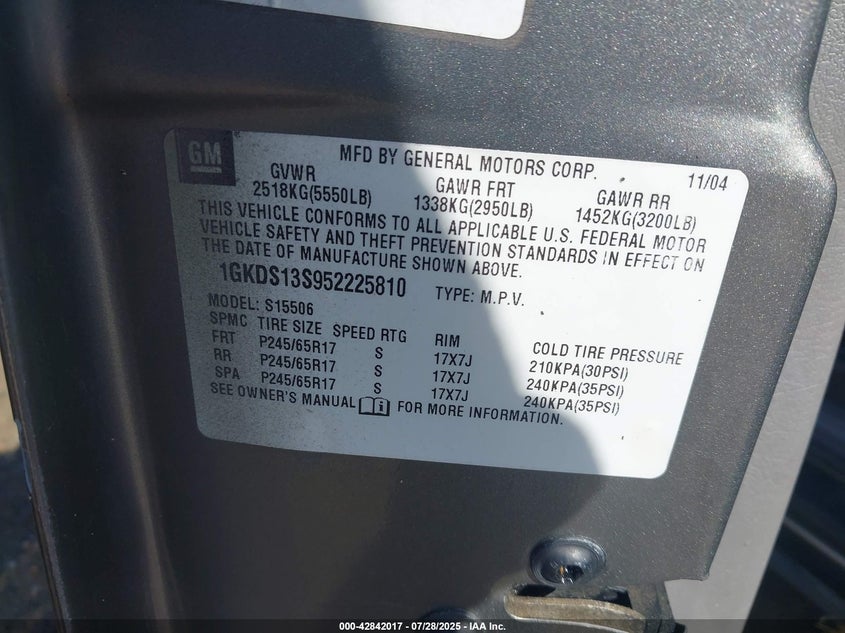 GM
MFD BY GENERAL MOTORS CORP. 11/04
GVWR GAWR FRT GAWR RR
2518KG(5550LB) 1338KG(2950LB) 1452KG(3200LB)
THIS VEHICLE CONFORMS TO ALL APPLICABLE U.S. FEDERAL MOTOR
VEHICLE SAFETY AND THEFT PREVENTION STANDARDS IN EFFECT ON
THE DATE OF MANUFACTURE SHOWN ABOVE.
1GKDS13S952225810 TYPE: M.P.V.
MODEL: S15506
SPMC TIRE SIZE SPEED RTG RIM COLD TIRE PRESSURE
FRT P245/65R17 S 17X7J 210KPA(30PSI)
RR P245/65R17 S 17X7J 240KPA(35PSI)
SPA P245/65R17 S 17X7J 240KPA(35PSI)
SEE OWNER'S MANUAL FOR MORE INFORMATION.
000-42842017 - 07/28/2025 - IAA Inc.